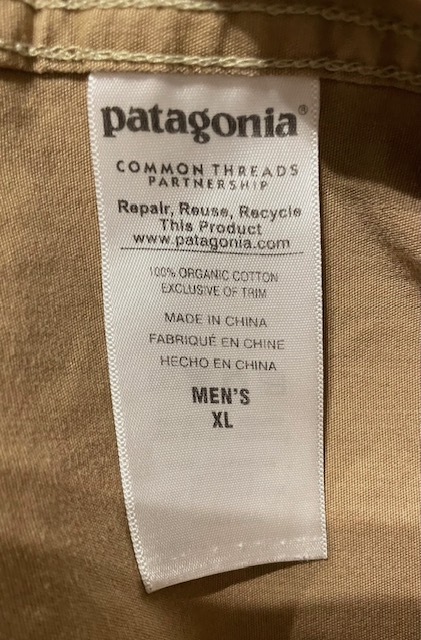 patagonia®
COMMON THREADS
PARTNERSHIP
Repair, Reuse, Recycle
This Product
www.patagonia.com
100% ORGANIC COTTON
EXCLUSIVE OF TRIM
MADE IN CHINA
FABRIQUÉ EN CHINE
HECHO EN CHINA
MEN'S
XL